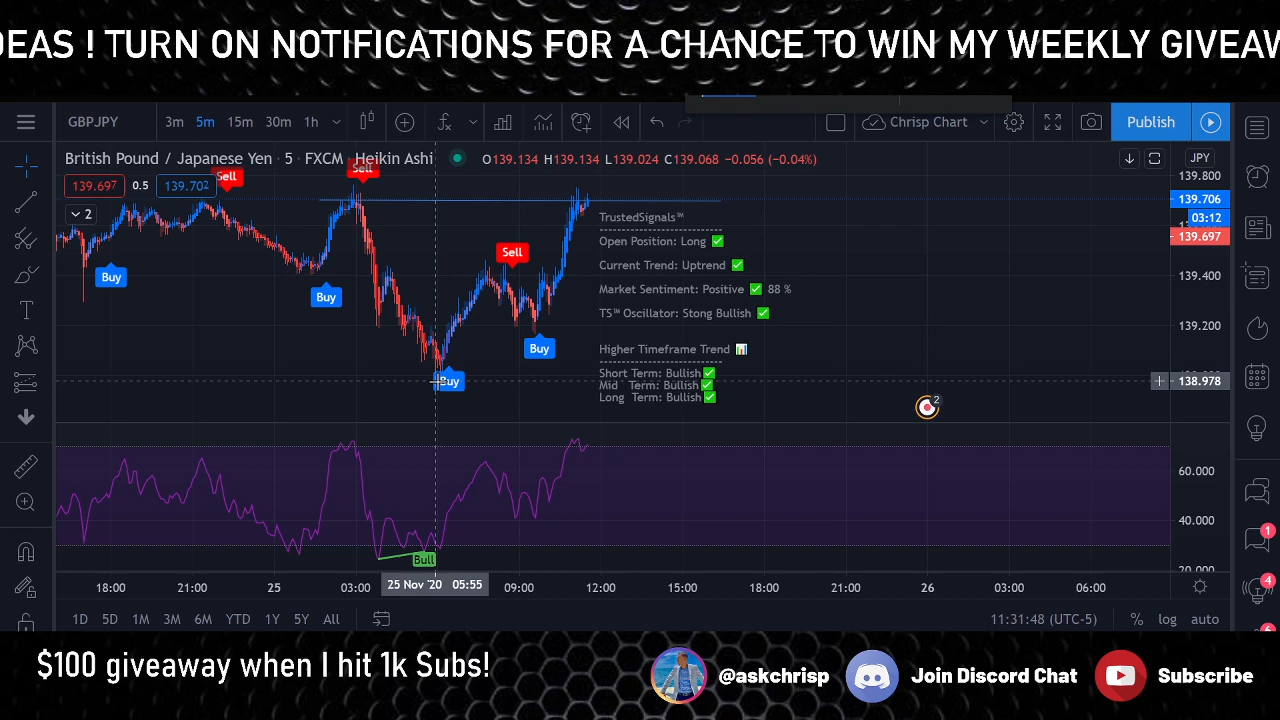 DEAS ! TURN ON NOTIFICATIONS FOR A CHANCE TO WIN MY WEEKLY GIVEAW
GBPJPY 3m 5m 15m 30m 1h Chrisp Chart Publish
British Pound / Japanese Yen · 5 · FXCM Heikin Ashi O139.134 H139.134 L139.024 C139.068 −0.056 (−0.04%) JPY
139.697 0.5 139.702
2
Sell
Sell
Sell
Buy
Buy
Buy
Buy
TrustedSignals™
Open Position: Long ✅
Current Trend: Uptrend ✅
Market Sentiment: Positive ✅ 88 %
TS™ Oscillator: Stong Bullish ✅
Higher Timeframe Trend 📊
Short Term: Bullish✅
Mid Term: Bullish✅
Long Term: Bullish✅
2
139.800
139.706
03:12
139.697
139.400
139.200
138.978
60.000
40.000
20.000
Bull
18:00 21:00 03:00 25 Nov '20 05:55 09:00 12:00 15:00 18:00 21:00 26 03:00 06:00
1D 5D 1M 3M 6M YTD 1Y 5Y All 11:31:48 (UTC-5) % log auto
1
4
$100 giveaway when I hit 1k Subs!
@askchrisp Join Discord Chat Subscribe